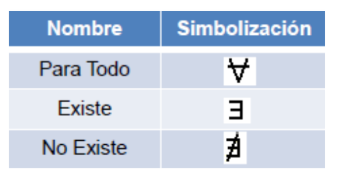 Nombre Simbolización
Para Todo ∀
Existe ∃
No Existe ∄